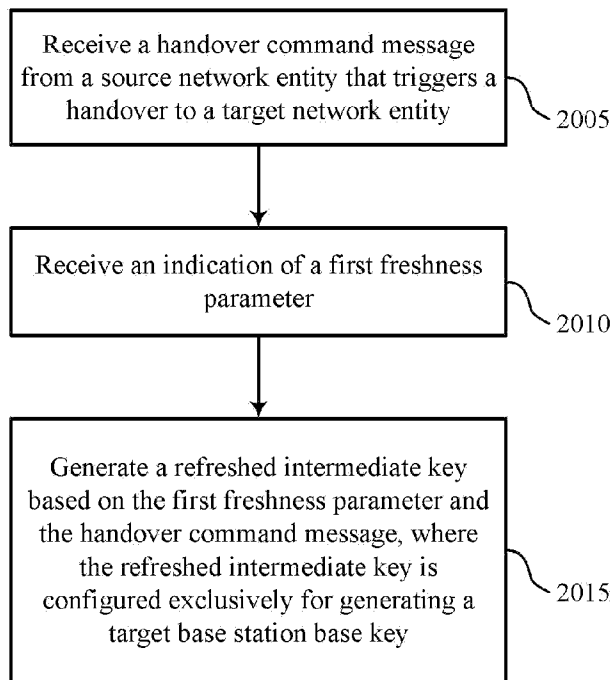 Receive a handover command message
from a source network entity that triggers a
handover to a target network entity
2005
Receive an indication of a first freshness
parameter
2010
Generate a refreshed intermediate key
based on the first freshness parameter and
the handover command message, where
the refreshed intermediate key is
configured exclusively for generating a
target base station base key
2015